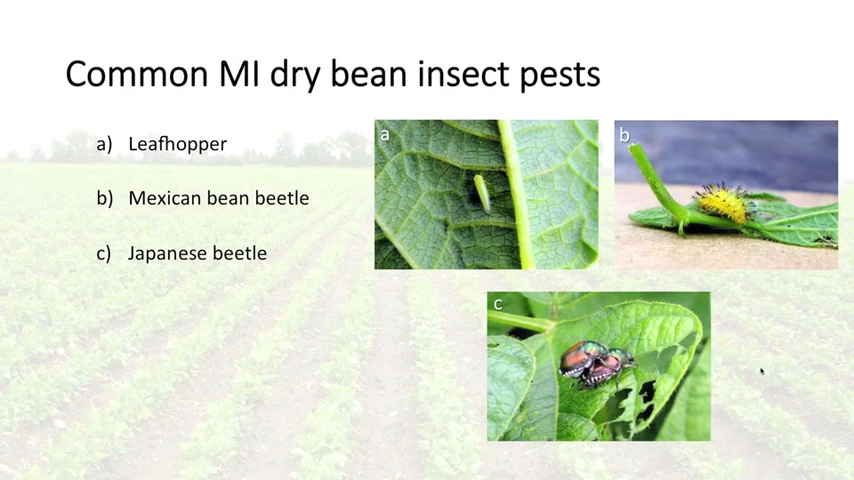 Common MI dry bean insect pests
a) Leafhopper
b) Mexican bean beetle
c) Japanese beetle
a
b
c